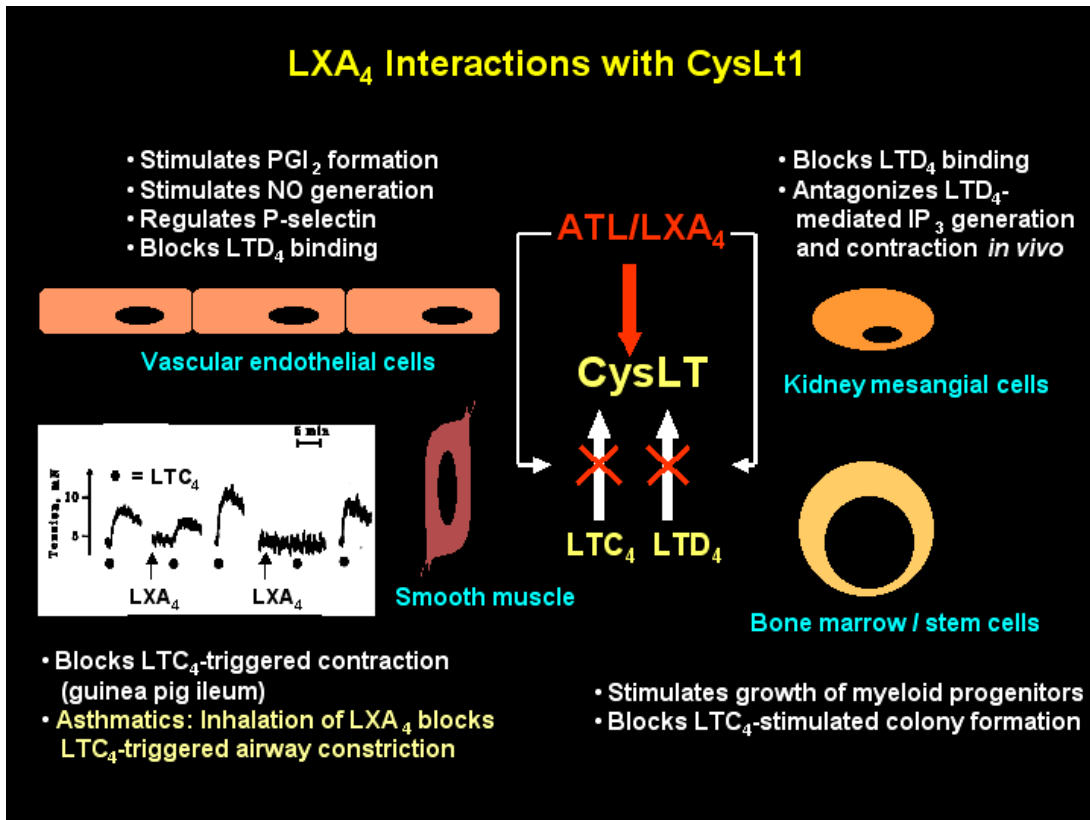 LXA4 Interactions with CysLt1
• Stimulates PGI2 formation
• Stimulates NO generation
• Regulates P-selectin
• Blocks LTD4 binding
Vascular endothelial cells
ATL/LXA4
CysLT
LTC4 LTD4
• Blocks LTD4 binding
• Antagonizes LTD4-
mediated IP3 generation
and contraction in vivo
Kidney mesangial cells
5 min
• = LTC4
Tension, mN
10
5
LXA4 LXA4
Smooth muscle
Bone marrow / stem cells
• Blocks LTC4-triggered contraction
(guinea pig ileum)
• Asthmatics: Inhalation of LXA4 blocks
LTC4-triggered airway constriction
• Stimulates growth of myeloid progenitors
• Blocks LTC4-stimulated colony formation